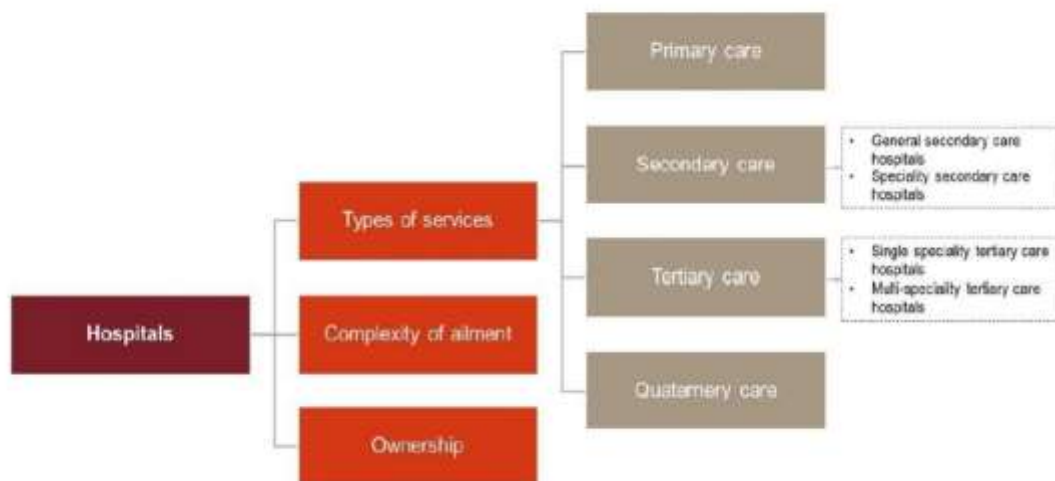 Primary care
Secondary care
• General secondary care
hospitals
• Speciality secondary care
hospitals
Types of services
Tertiary care
• Single speciality tertiary care
hospitals
• Multi-speciality tertiary care
hospitals
Hospitals
Complexity of ailment
Quaternery care
Ownership